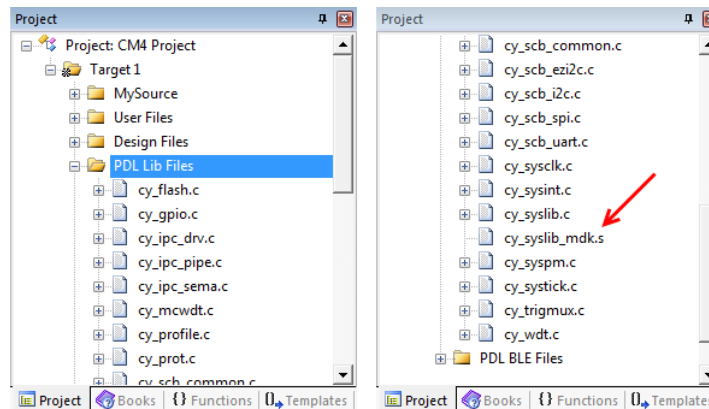 Project
Project: CM4 Project
Target 1
MySource
User Files
Design Files
PDL Lib Files
cy_flash.c
cy_gpio.c
cy_ipc_drv.c
cy_ipc_pipe.c
cy_ipc_sema.c
cy_mcwdt.c
cy_profile.c
cy_prot.c
cy_scb_common.c
Project Books {} Functions Templates
Project
cy_scb_common.c
cy_scb_ezi2c.c
cy_scb_i2c.c
cy_scb_spi.c
cy_scb_uart.c
cy_sysclk.c
cy_sysint.c
cy_syslib.c
cy_syslib_mdk.s
cy_syspm.c
cy_systick.c
cy_trigmux.c
cy_wdt.c
PDL BLE Files
Project Books {} Functions Templates